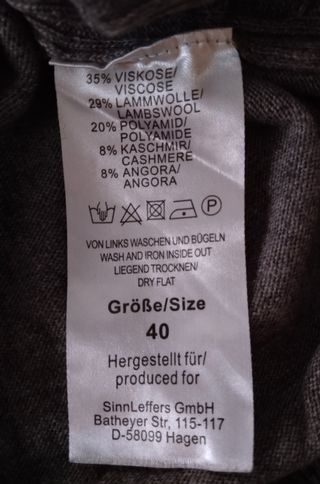 35% VISKOSE/
VISCOSE
29% LAMMWOLLE/
LAMBSWOOL
20% POLYAMID/
POLYAMIDE
8% KASCHMIR/
CASHMERE
8% ANGORA/
ANGORA
P
VON LINKS WASCHEN UND BÜGELN
WASH AND IRON INSIDE OUT
LIEGEND TROCKNEN/
DRY FLAT
Größe/Size
40
Hergestellt für/
produced for
SinnLeffers GmbH
Batheyer Str, 115-117
D-58099 Hagen